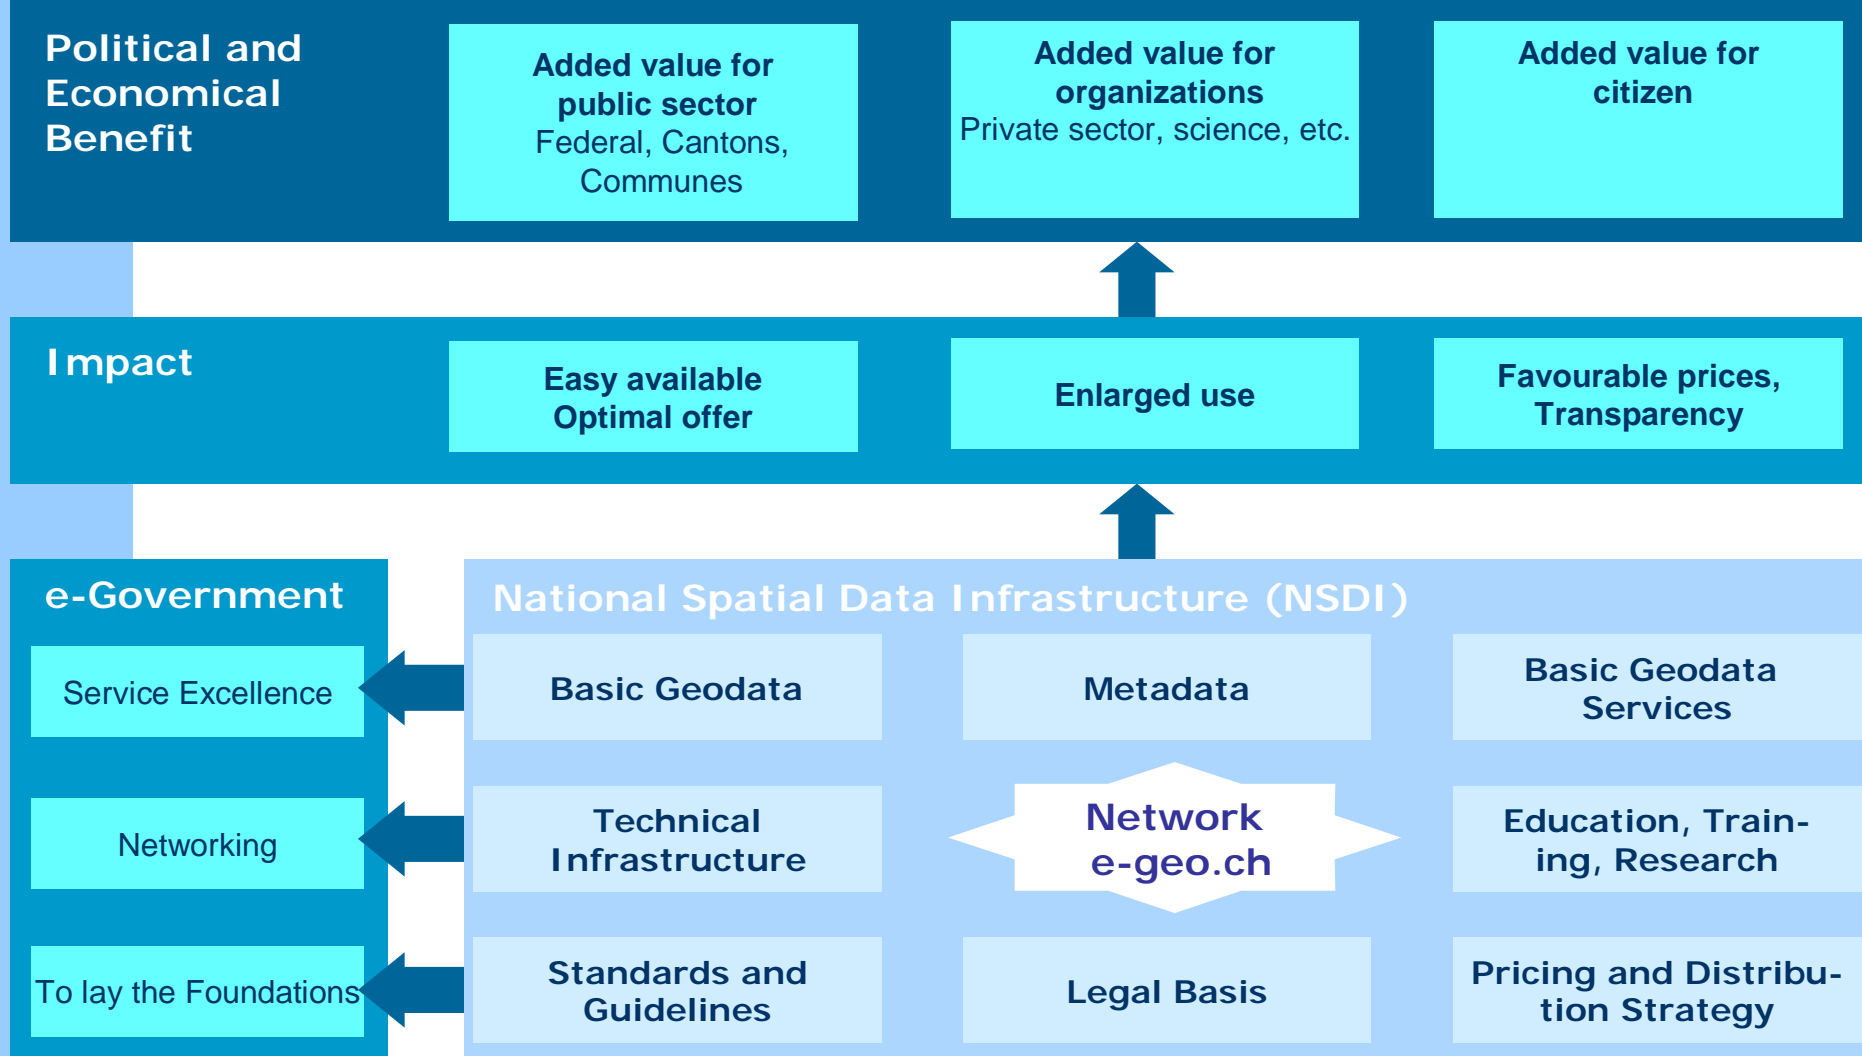 Political and
Economical
Benefit
Added value for
public sector
Federal, Cantons,
Communes
Added value for
organizations
Private sector, science, etc.
Added value for
citizen
Impact
Easy available
Optimal offer
Enlarged use
Favourable prices,
Transparency
e-Government
Service Excellence
Networking
To lay the Foundations
National Spatial Data Infrastructure (NSDI)
Basic Geodata
Metadata
Basic Geodata
Services
Technical
Infrastructure
Network
e-geo.ch
Education, Train-
ing, Research
Standards and
Guidelines
Legal Basis
Pricing and Distribu-
tion Strategy